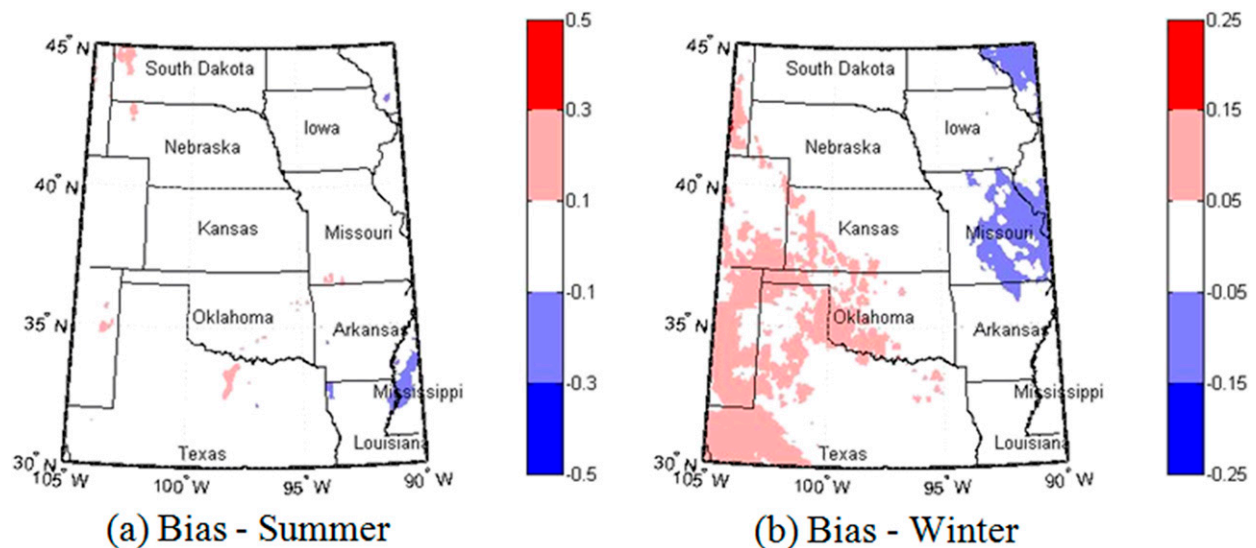 45° N
40° N
35° N
30° N
105° W
100° W
95° W
90° W
South Dakota
Iowa
Nebraska
Kansas
Missouri
Oklahoma
Arkansas
Mississippi
Texas
Louisiana
0.5
0.3
0.1
-0.1
-0.3
-0.5
(a) Bias - Summer
45° N
40° N
35° N
30° N
105° W
100° W
95° W
90° W
South Dakota
Iowa
Nebraska
Kansas
Missouri
Oklahoma
Arkansas
Mississippi
Texas
Louisiana
0.25
0.15
0.05
-0.05
-0.15
-0.25
(b) Bias - Winter